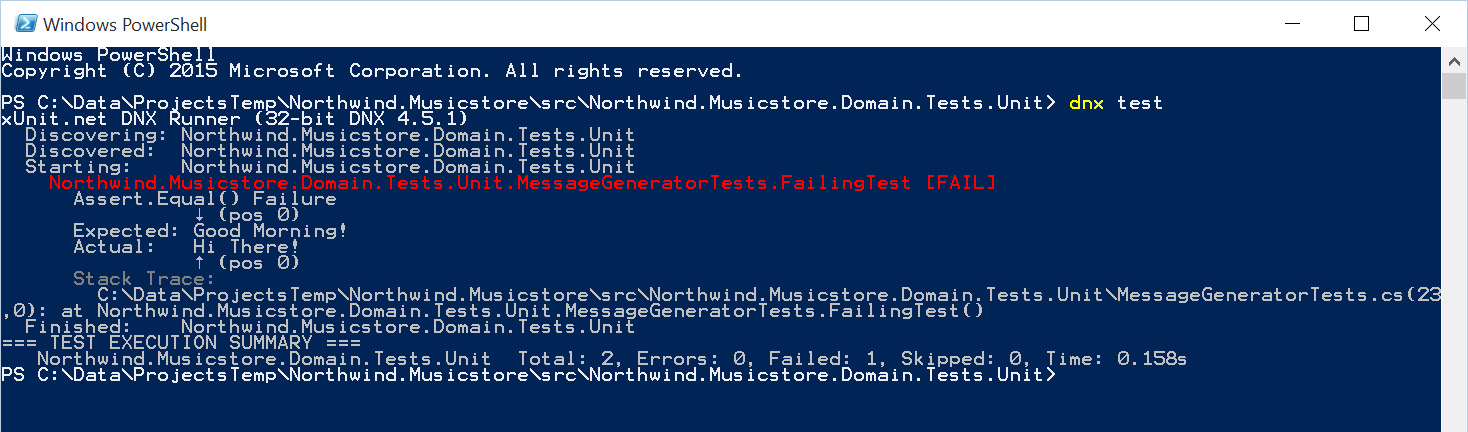 Windows PowerShell
Windows PowerShell
Copyright (C) 2015 Microsoft Corporation. All rights reserved.
PS C:\Data\ProjectsTemp\Northwind.Musicstore\src\Northwind.Musicstore.Domain.Tests.Unit> dnx test
xUnit.net DNX Runner (32-bit DNX 4.5.1)
  Discovering: Northwind.Musicstore.Domain.Tests.Unit
  Discovered:  Northwind.Musicstore.Domain.Tests.Unit
  Starting:    Northwind.Musicstore.Domain.Tests.Unit
    Northwind.Musicstore.Domain.Tests.Unit.MessageGeneratorTests.FailingTest [FAIL]
      Assert.Equal() Failure
                ↓ (pos 0)
      Expected: Good Morning!
      Actual:   Hi There!
                ↑ (pos 0)
      Stack Trace:
        C:\Data\ProjectsTemp\Northwind.Musicstore\src\Northwind.Musicstore.Domain.Tests.Unit\MessageGeneratorTests.cs(23
,0): at Northwind.Musicstore.Domain.Tests.Unit.MessageGeneratorTests.FailingTest()
  Finished:    Northwind.Musicstore.Domain.Tests.Unit
=== TEST EXECUTION SUMMARY ===
   Northwind.Musicstore.Domain.Tests.Unit  Total: 2, Errors: 0, Failed: 1, Skipped: 0, Time: 0.158s
PS C:\Data\ProjectsTemp\Northwind.Musicstore\src\Northwind.Musicstore.Domain.Tests.Unit>